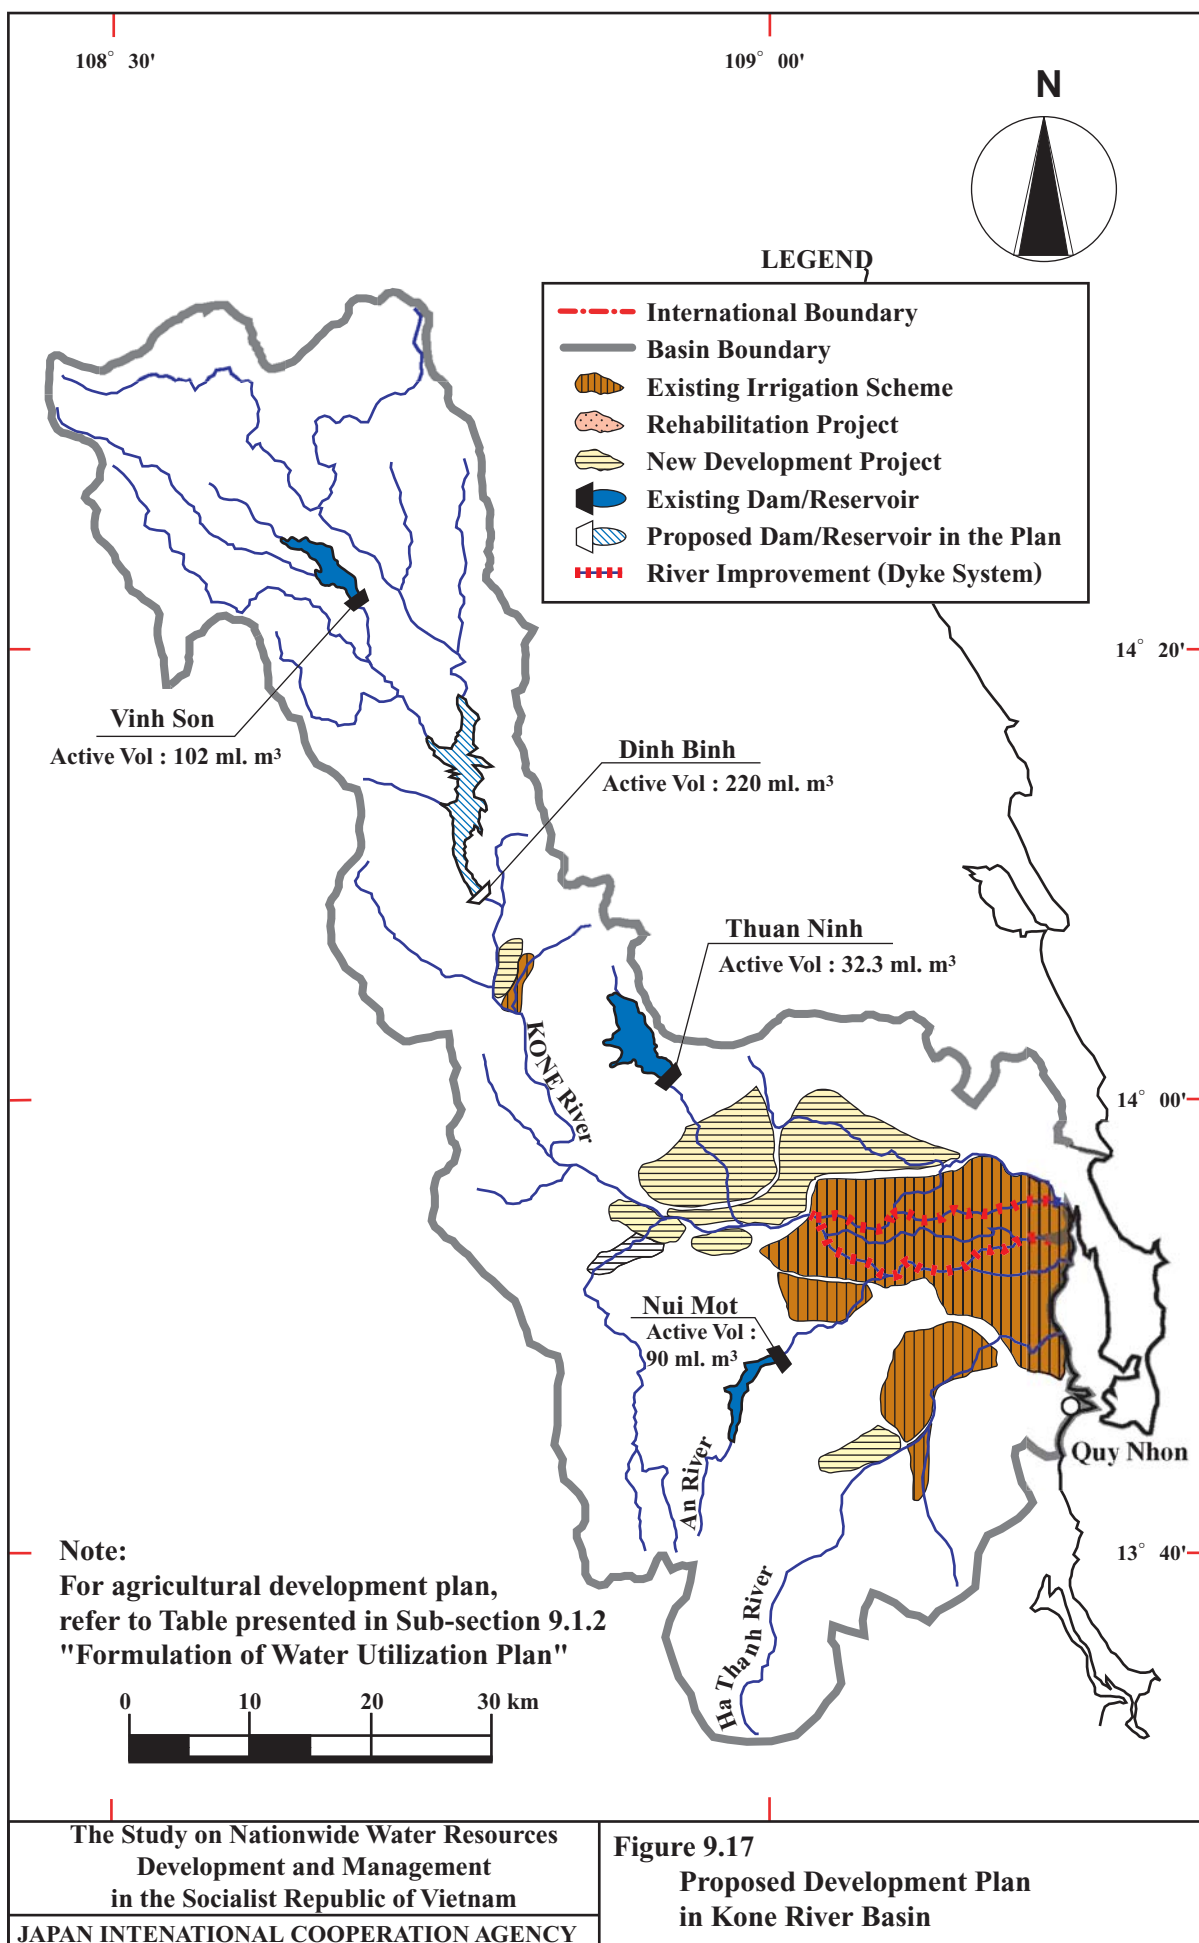 108° 30'
109° 00'
N
LEGEND
International Boundary
Basin Boundary
Existing Irrigation Scheme
Rehabilitation Project
New Development Project
Existing Dam/Reservoir
Proposed Dam/Reservoir in the Plan
River Improvement (Dyke System)
14° 20'
Vinh Son
Active Vol : 102 ml. m³
Dinh Binh
Active Vol : 220 ml. m³
Thuan Ninh
Active Vol : 32.3 ml. m³
KONE River
14° 00'
Nui Mot
Active Vol :
90 ml. m³
An River
Quy Nhon
Ha Thanh River
13° 40'
Note:
For agricultural development plan,
refer to Table presented in Sub-section 9.1.2
"Formulation of Water Utilization Plan"
0 10 20 30 km
The Study on Nationwide Water Resources
Development and Management
in the Socialist Republic of Vietnam
JAPAN INTENATIONAL COOPERATION AGENCY
Figure 9.17
Proposed Development Plan
in Kone River Basin